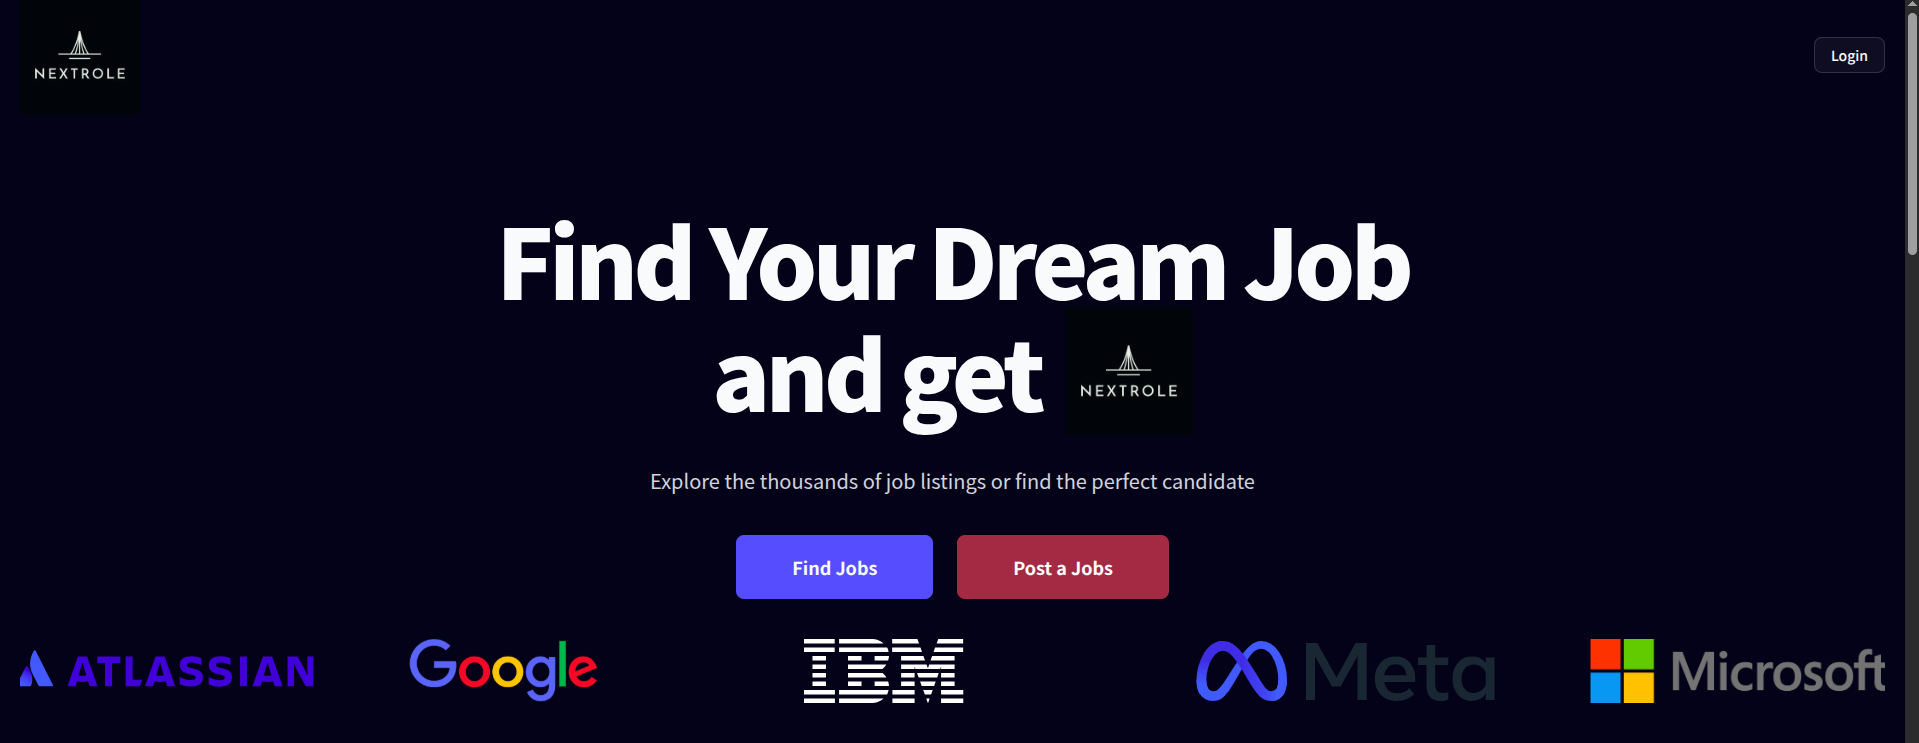 NEXTROLE
Login
Find Your Dream Job
and get NEXTROLE
Explore the thousands of job listings or find the perfect candidate
Find Jobs Post a Jobs
ATLASSIAN Google IBM Meta Microsoft